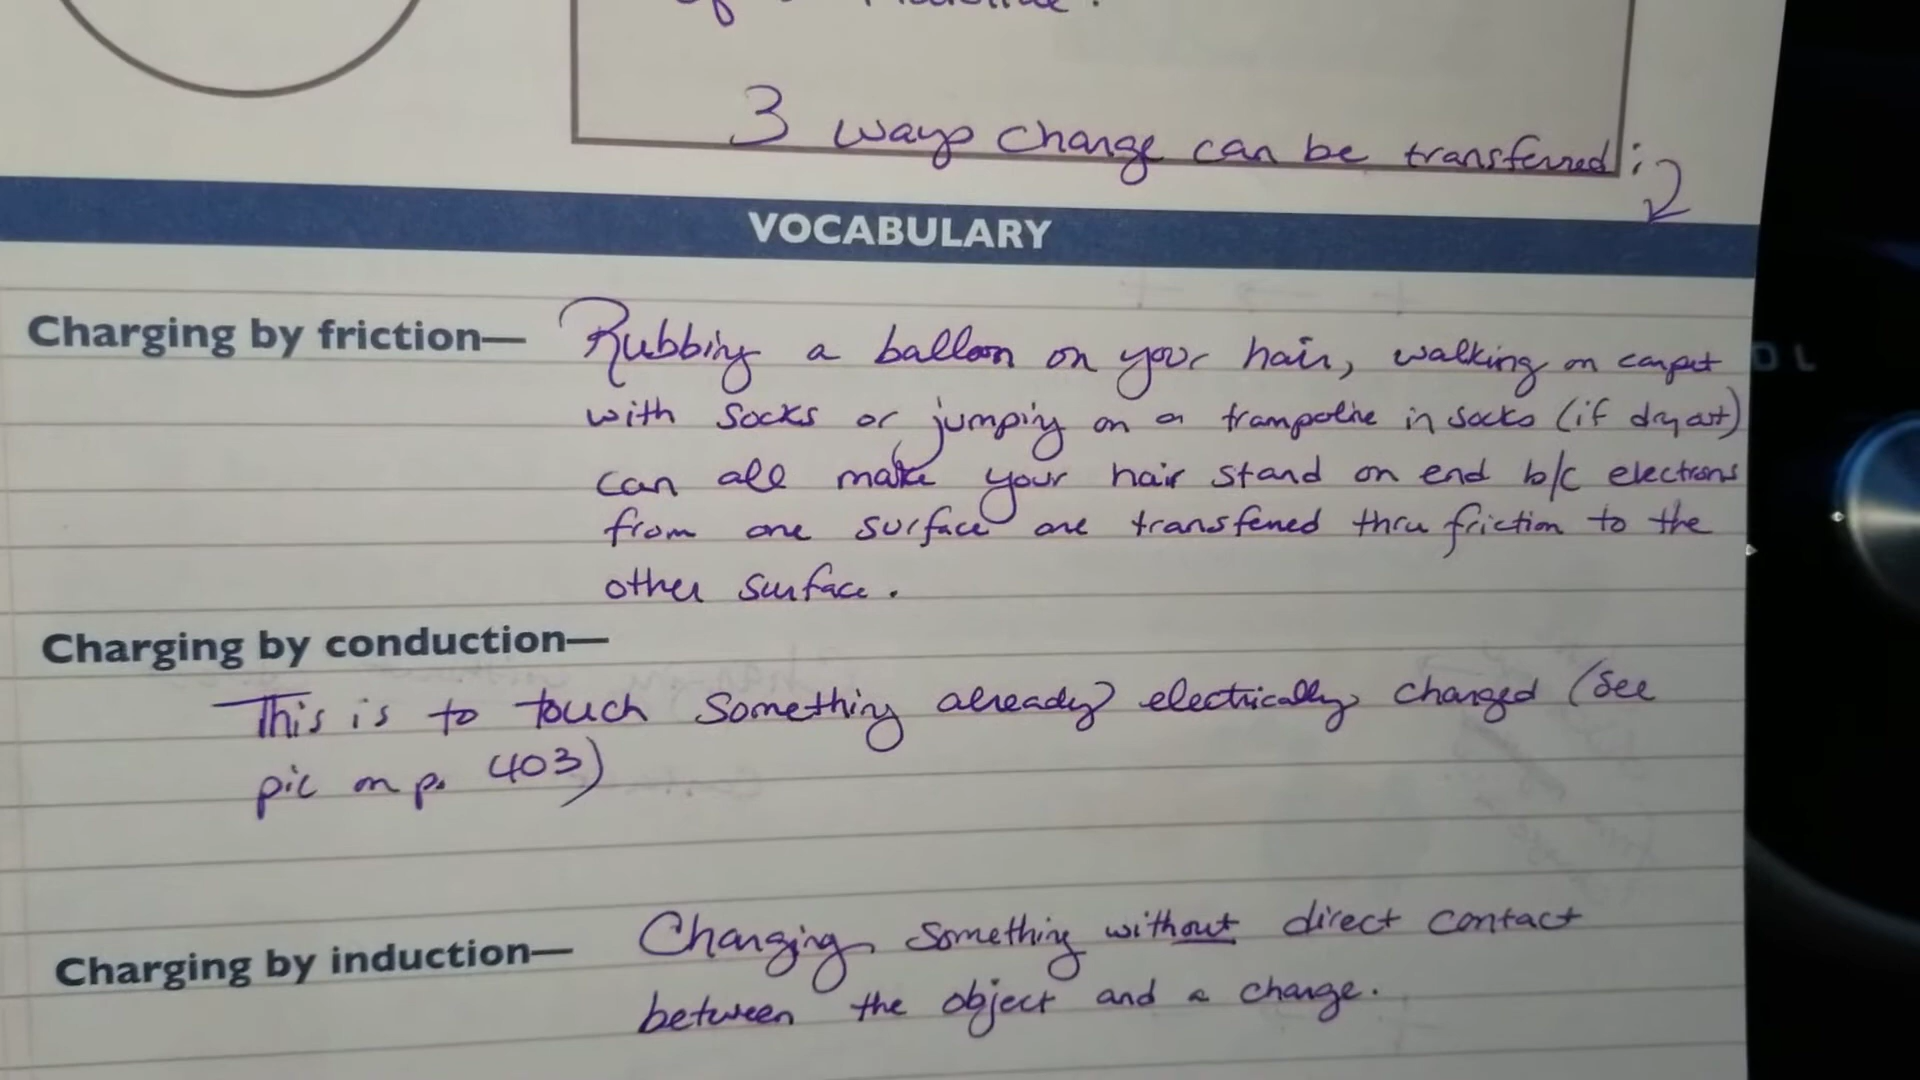 3 ways charge can be transferred:
VOCABULARY
Charging by friction— Rubbing a balloon on your hair, walking on carpet
with socks or jumping on a trampoline in socks (if dry out)
can all make your hair stand on end b/c electrons
from one surface are transferred thru friction to the
other surface.
Charging by conduction—
This is to touch something already electrically charged (see
pic on p. 403)
Charging by induction— Charging something without direct contact
between the object and a charge.